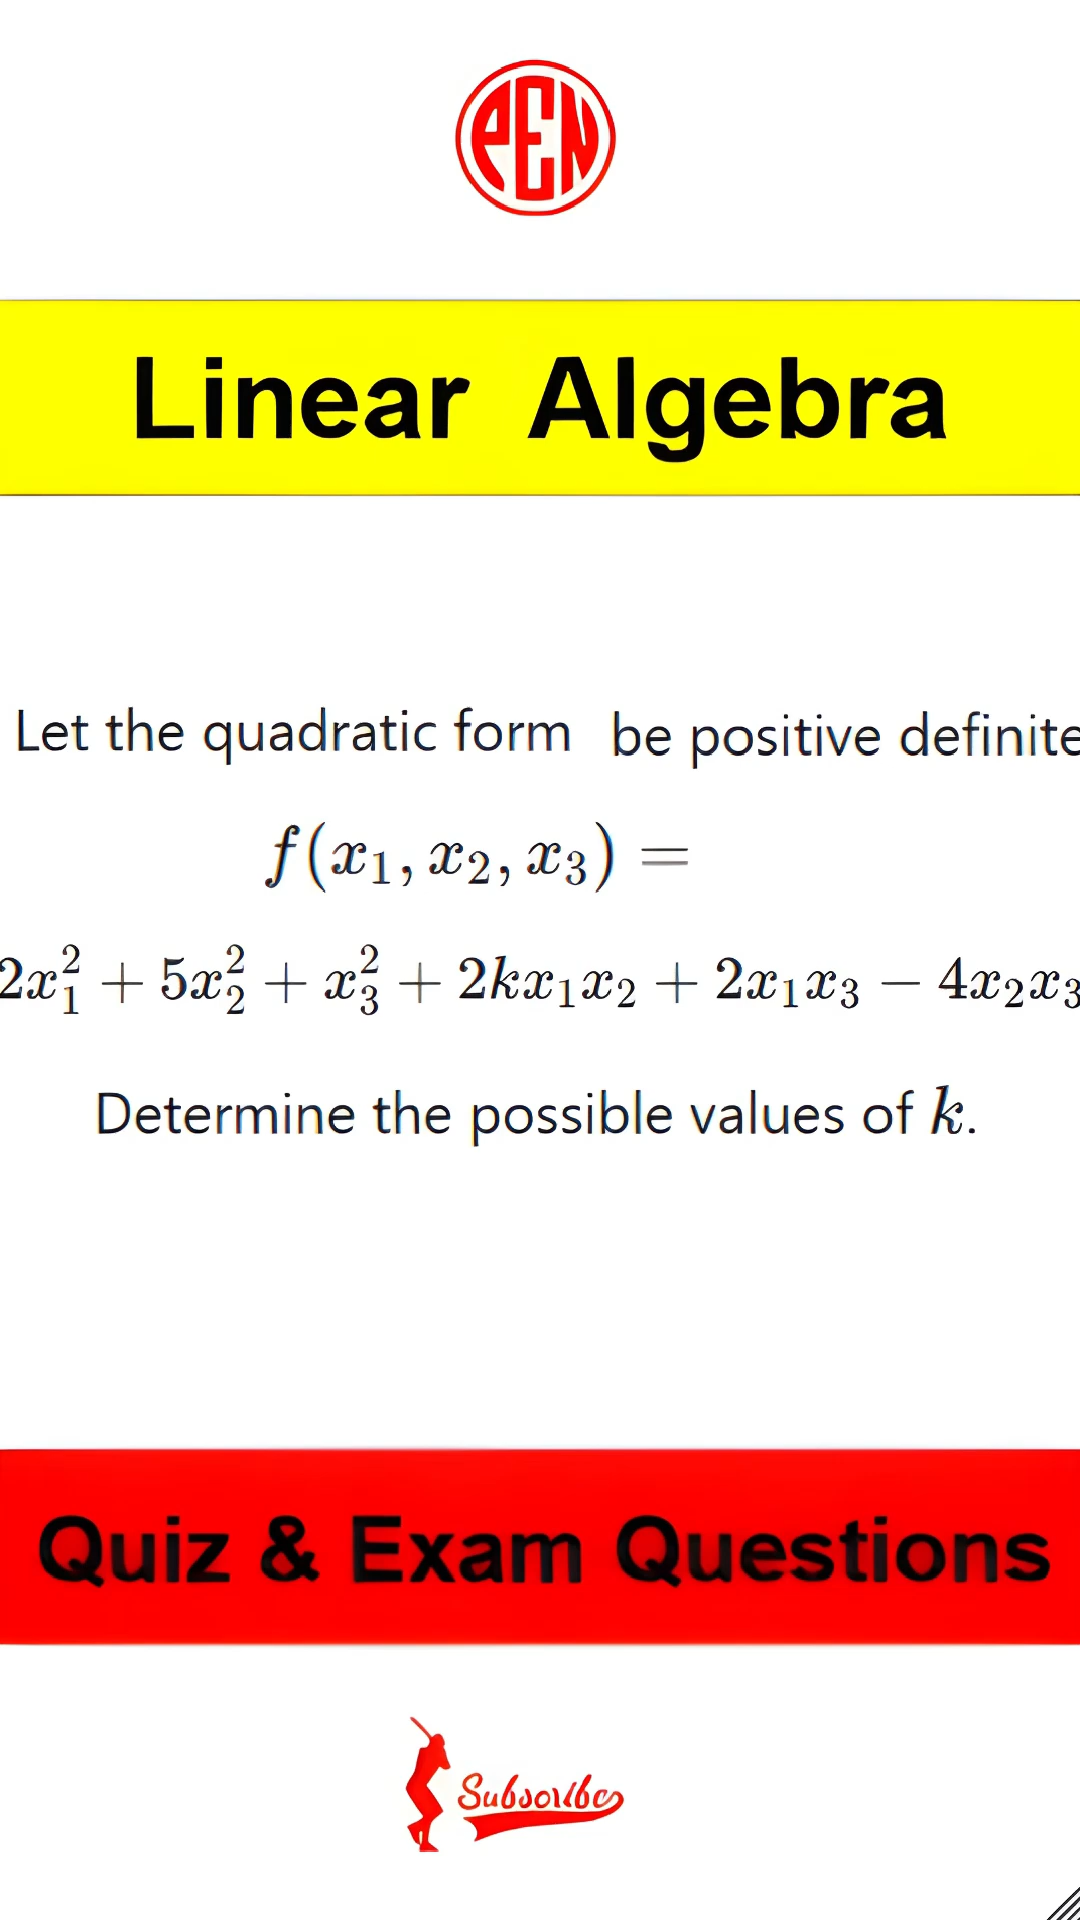 PEN
Linear Algebra
Let the quadratic form be positive definite
f(x₁, x₂, x₃) =
2x₁² + 5x₂² + x₃² + 2kx₁x₂ + 2x₁x₃ − 4x₂x₃
Determine the possible values of k.
Quiz & Exam Questions
Subscribe